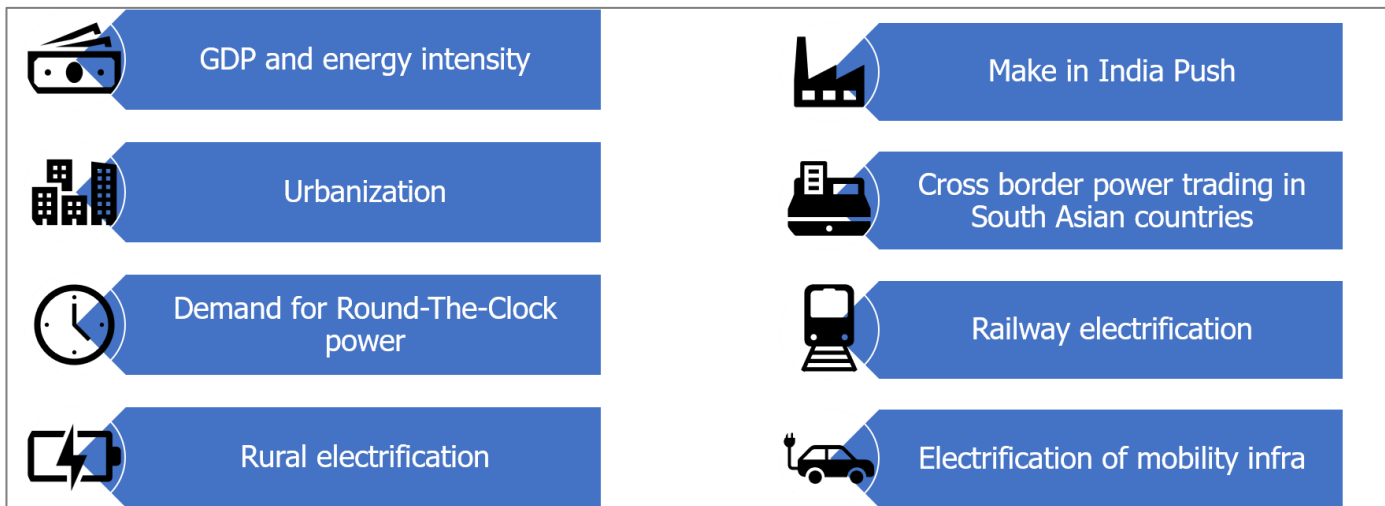 GDP and energy intensity
Urbanization
Demand for Round-The-Clock
power
Rural electrification
Make in India Push
Cross border power trading in
South Asian countries
Railway electrification
Electrification of mobility infra